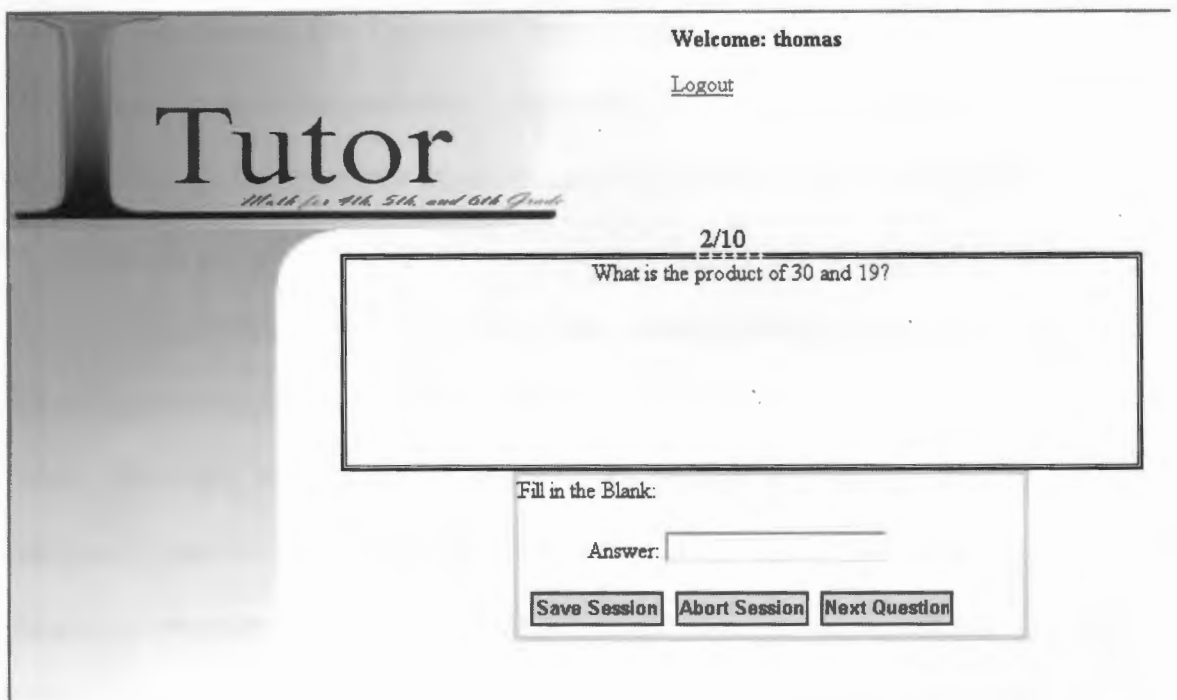 Welcome: thomas
Logout
I Tutor
Math for 4th, 5th, and 6th Grade
2/10
What is the product of 30 and 19?
Fill in the Blank:
Answer:
Save Session Abort Session Next Question